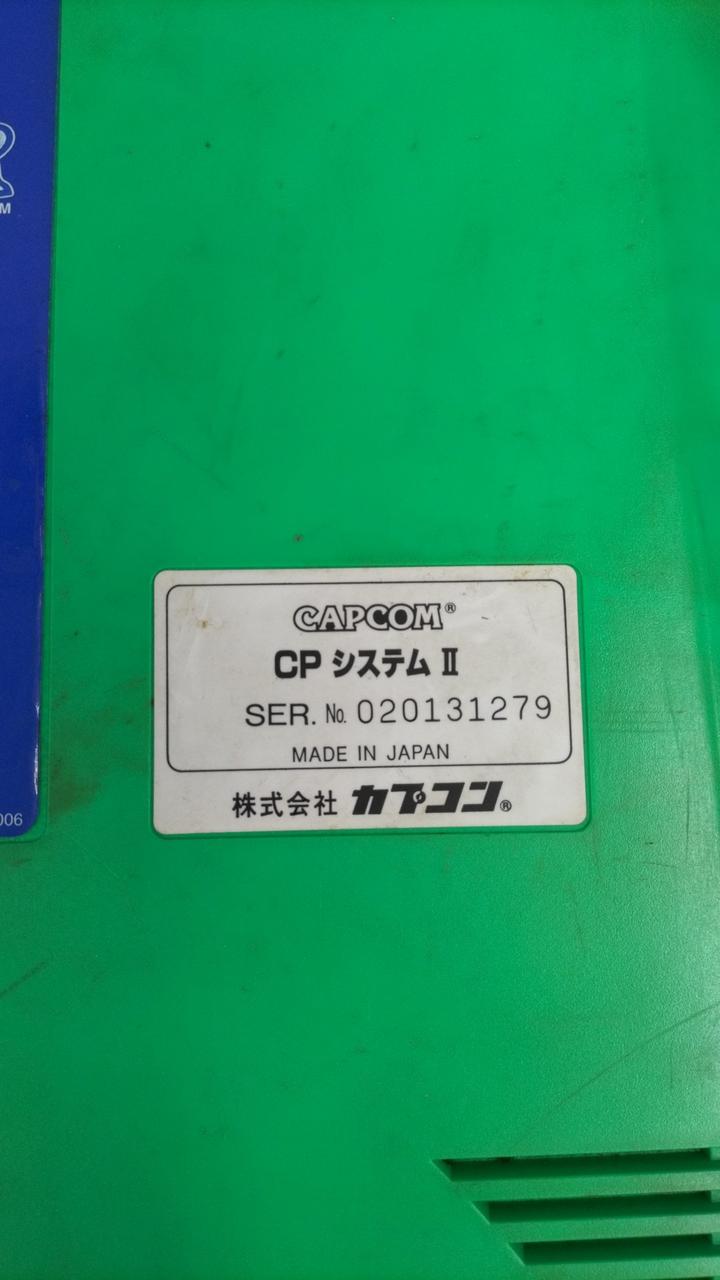 M
006
CAPCOM®
CP システム II
SER. No. 020131279
MADE IN JAPAN
株式会社 カプコン®